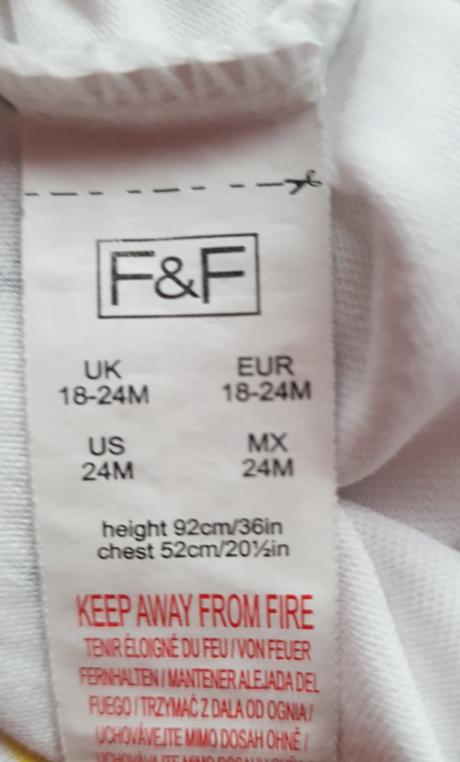 F&F
UK EUR
18-24M 18-24M
US MX
24M 24M
height 92cm/36in
chest 52cm/20½in
KEEP AWAY FROM FIRE
TENIR ÉLOIGNÉ DU FEU / VON FEUER
FERNHALTEN / MANTENER ALEJADA DEL
FUEGO / TRZYMAĆ Z DALA OD OGNIA /
UCHOVÁVEJTE MIMO DOSAH OHNĚ /